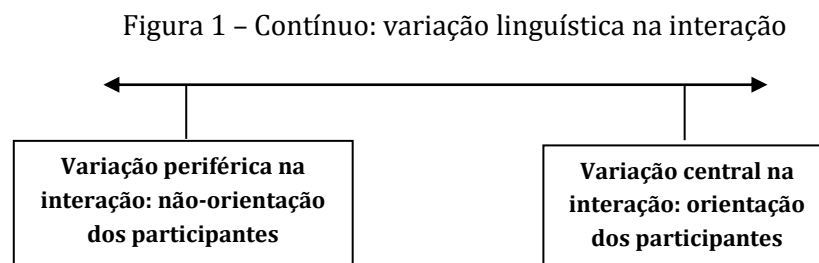 Figura 1 – Contínuo: variação linguística na interação
Variação periférica na
interação: não-orientação
dos participantes
Variação central na
interação: orientação
dos participantes